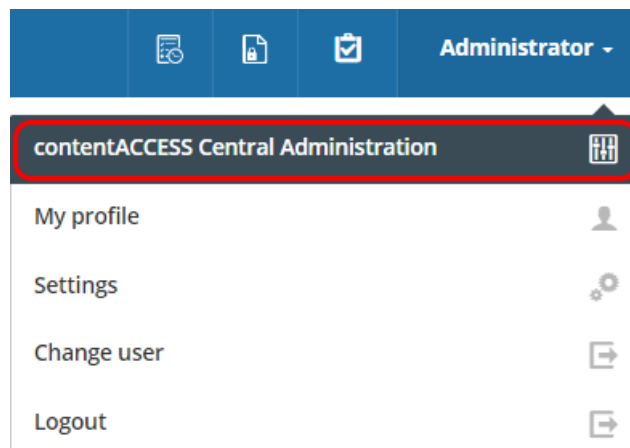 Administrator
contentACCESS Central Administration
My profile
Settings
Change user
Logout